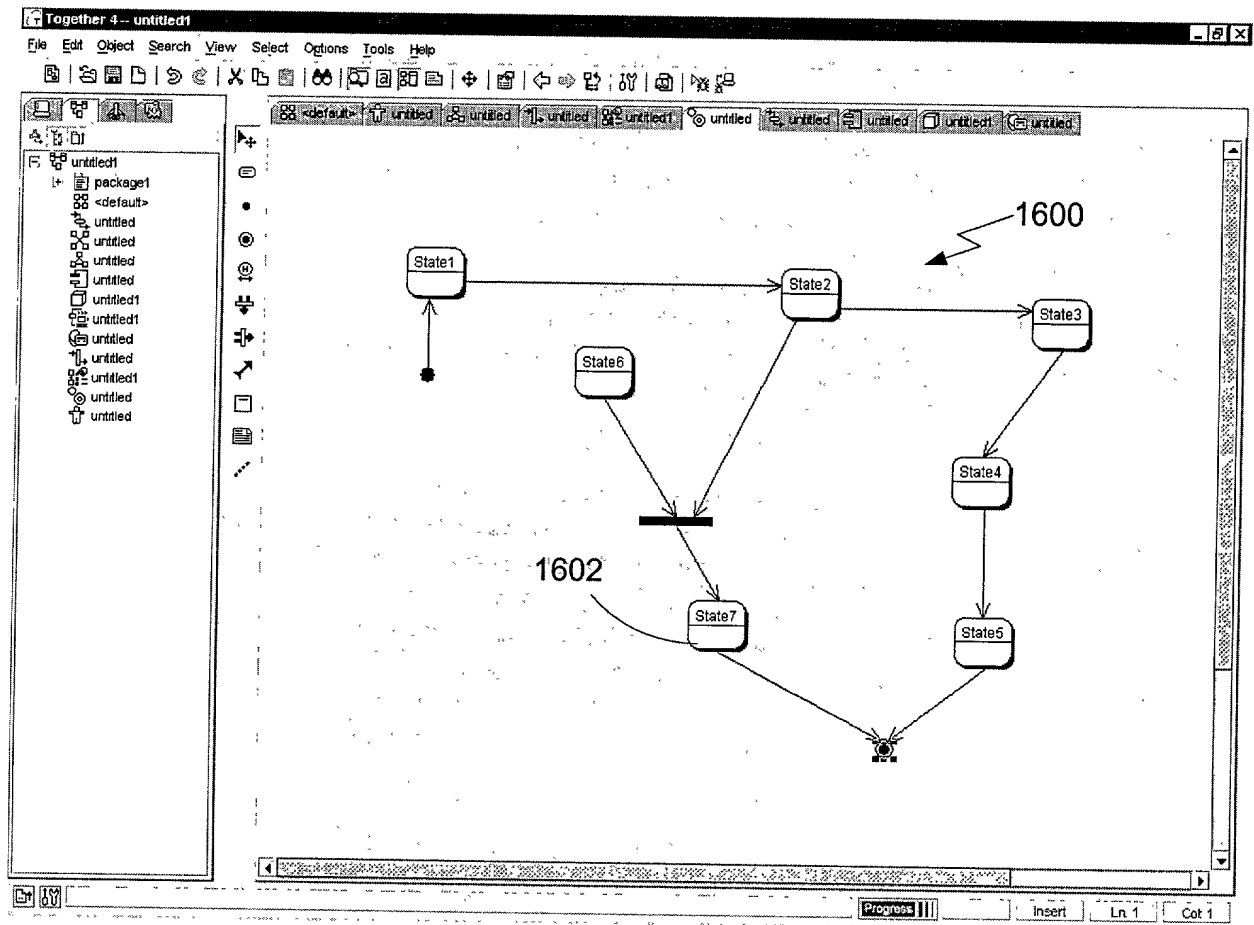 Together 4 -- untitled1
File Edit Object Search View Select Options Tools Help
<default> untitled untitled untitled untitled1 untitled untitled untitled untitled1 untitled
untitled1
package1
<default>
untitled
untitled
untitled
untitled
untitled1
untitled1
untitled
untitled
untitled1
untitled
untitled
1600
State1
State2
State3
State6
State4
1602
State7
State5
Progress
Insert
Ln. 1
Col: 1